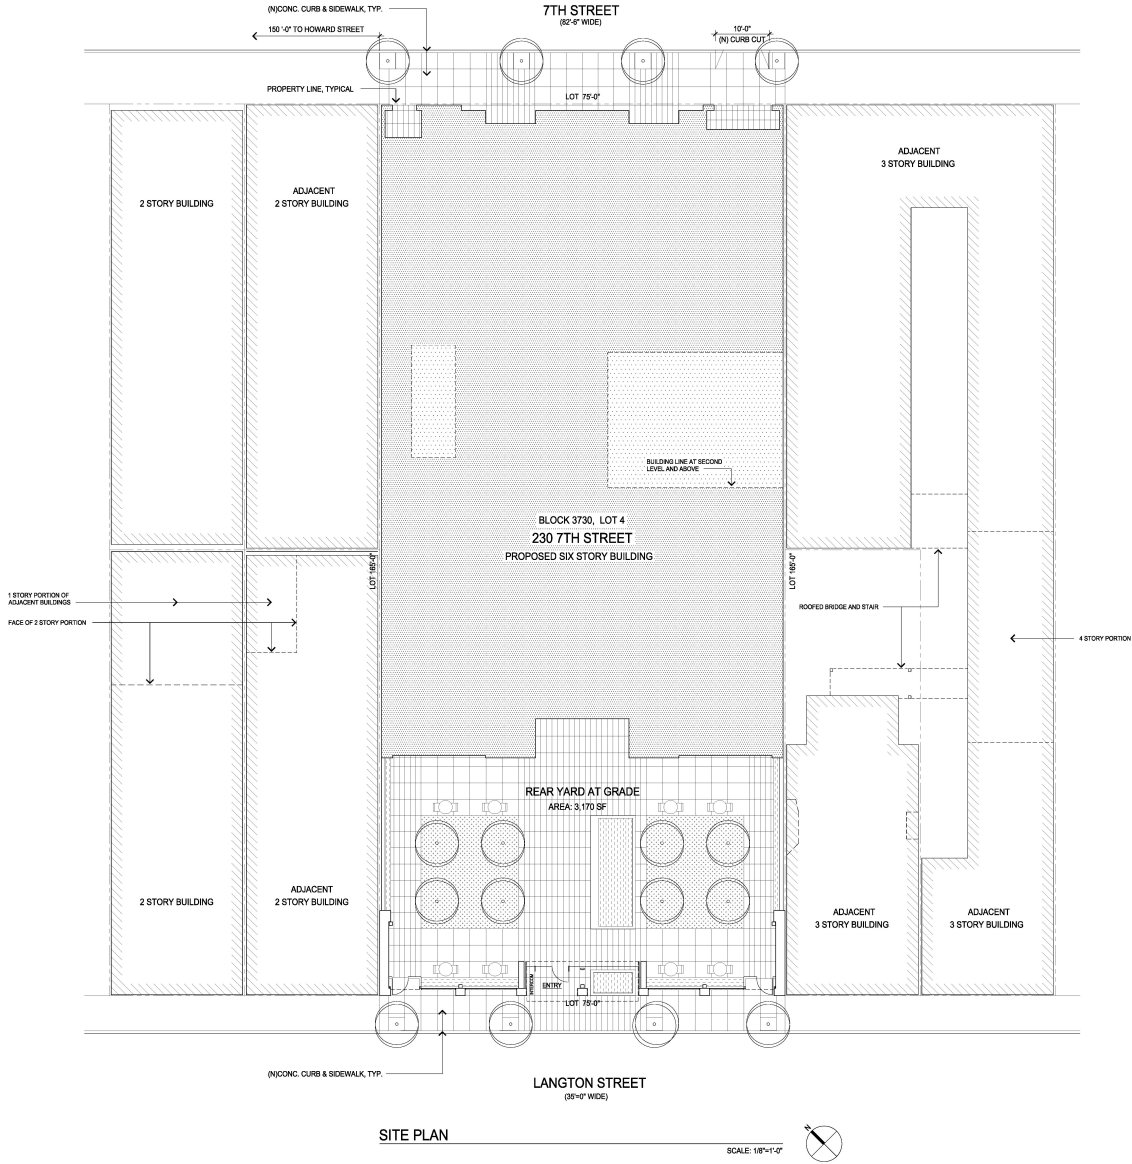 (N)CONC. CURB & SIDEWALK, TYP.
7TH STREET
(82'-6" WIDE)
150 '-0" TO HOWARD STREET
10'-0"
(N) CURB CUT
PROPERTY LINE, TYPICAL
LOT 75'-0"
ADJACENT
3 STORY BUILDING
2 STORY BUILDING
ADJACENT
2 STORY BUILDING
BUILDING LINE AT SECOND
LEVEL AND ABOVE
BLOCK 3730, LOT 4
230 7TH STREET
PROPOSED SIX STORY BUILDING
LOT 165'-0"
LOT 165'-0"
1 STORY PORTION OF
ADJACENT BUILDINGS
FACE OF 2 STORY PORTION
ROOFED BRIDGE AND STAIR
4 STORY PORTION
REAR YARD AT GRADE
AREA: 3,170 SF
2 STORY BUILDING
ADJACENT
2 STORY BUILDING
ADJACENT
3 STORY BUILDING
ADJACENT
3 STORY BUILDING
INTERCOM
ENTRY
LOT 75'-0"
(N)CONC. CURB & SIDEWALK, TYP.
LANGTON STREET
(35'=0" WIDE)
SITE PLAN
SCALE: 1/8"=1'-0"
N